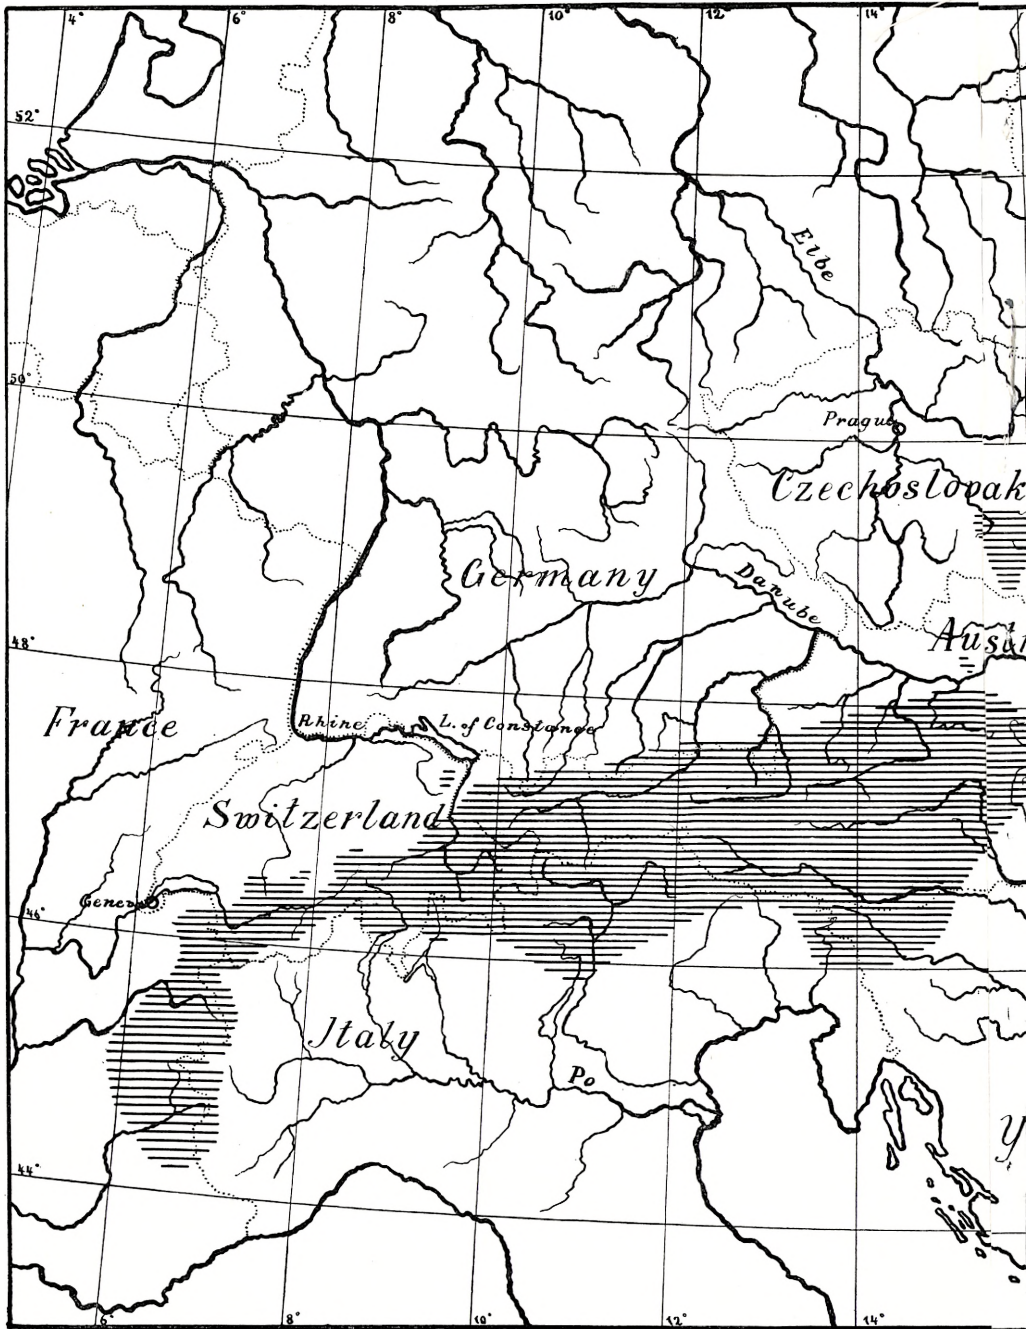 4° 6° 8° 10° 12° 14°
52°
Elbe
50°
Prague
Czechoslovak
Germany
Danube
48°
Aust
France
Rhine
L. of Constance
Switzerland
Geneva
46°
Italy
Po
Y
44°
6° 8° 10° 12° 14°